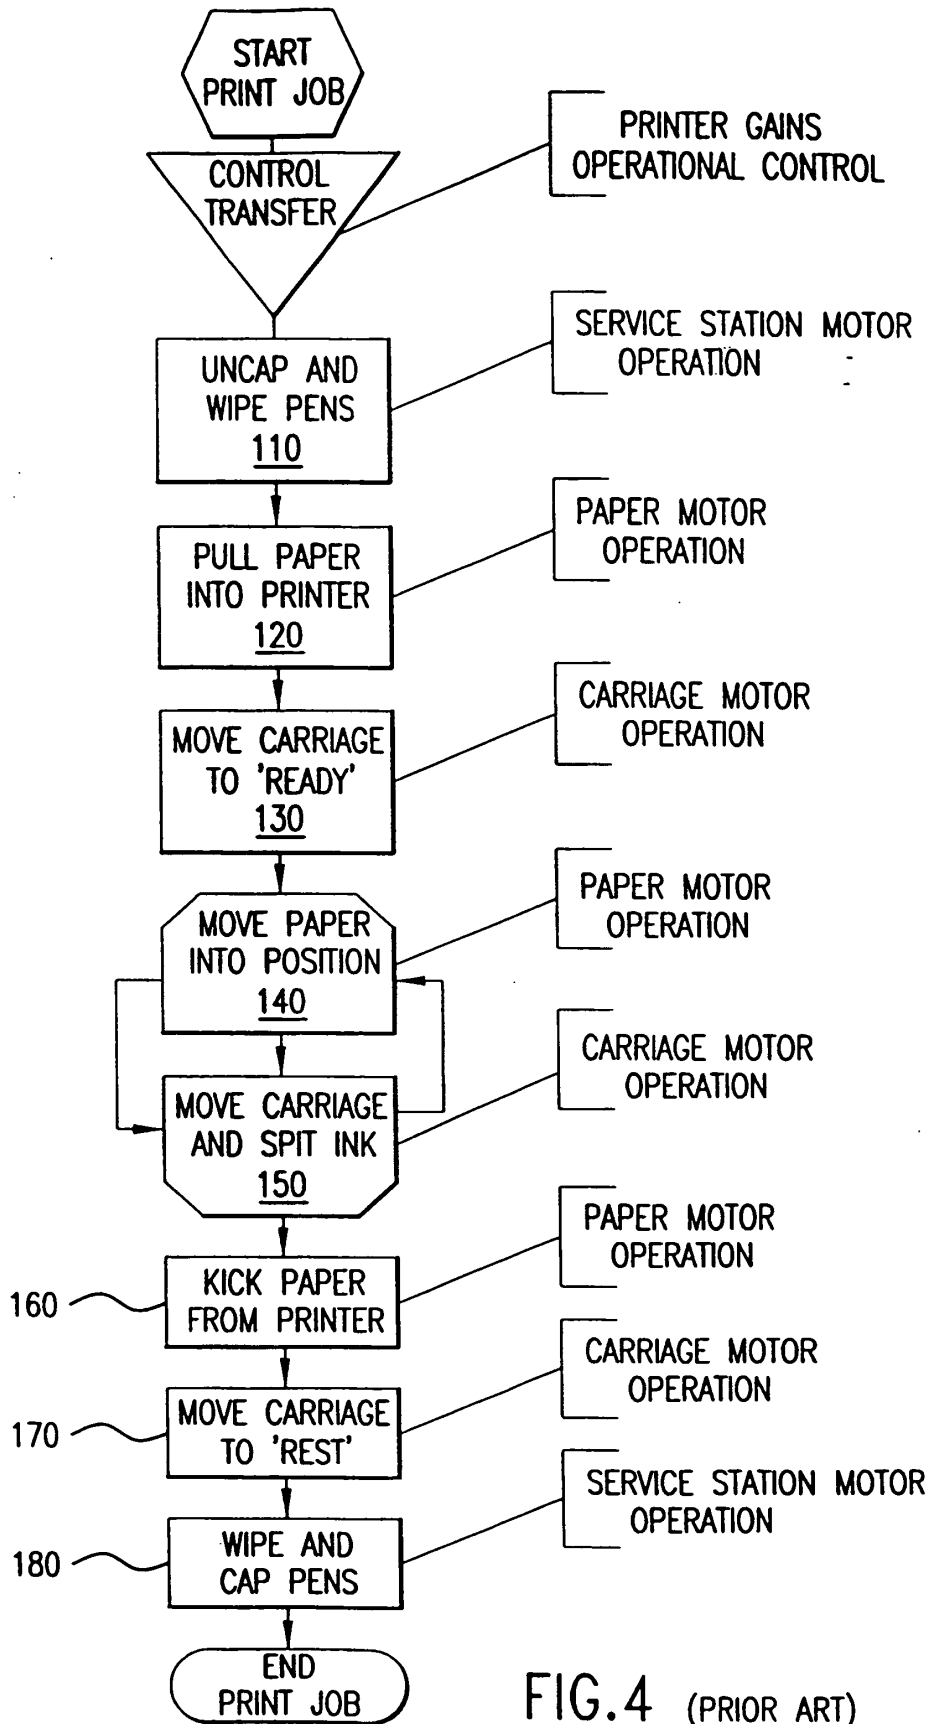 START
PRINT JOB
CONTROL
TRANSFER
PRINTER GAINS
OPERATIONAL CONTROL
UNCAP AND
WIPE PENS
110
SERVICE STATION MOTOR
OPERATION
PULL PAPER
INTO PRINTER
120
PAPER MOTOR
OPERATION
MOVE CARRIAGE
TO 'READY'
130
CARRIAGE MOTOR
OPERATION
MOVE PAPER
INTO POSITION
140
PAPER MOTOR
OPERATION
MOVE CARRIAGE
AND SPIT INK
150
CARRIAGE MOTOR
OPERATION
160
KICK PAPER
FROM PRINTER
PAPER MOTOR
OPERATION
170
MOVE CARRIAGE
TO 'REST'
CARRIAGE MOTOR
OPERATION
180
WIPE AND
CAP PENS
SERVICE STATION MOTOR
OPERATION
END
PRINT JOB
FIG.4 (PRIOR ART)